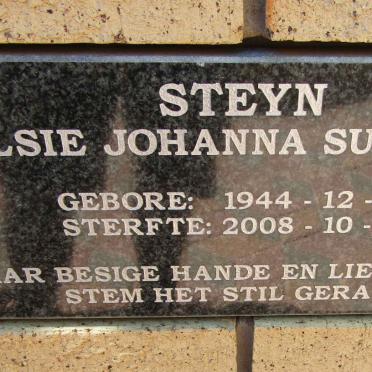 STEYN
LSIE JOHANNA SU
GEBORE: 1944 - 12 -
STERFTE: 2008 - 10 -
AR BESIGE HANDE EN LIE
STEM HET STIL GERA